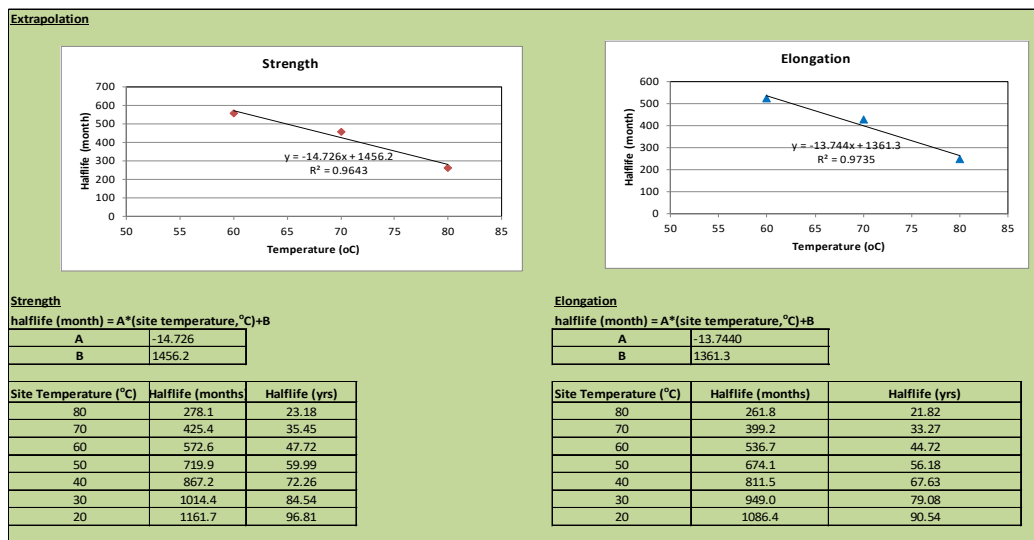 Extrapolation
Strength
Halflife (month)
700
600
500
400
300
200
100
0
y = -14.726x + 1456.2
R² = 0.9643
50 55 60 65 70 75 80 85
Temperature (oC)
Elongation
Halflife (month)
600
500
400
300
200
100
0
y = -13.744x + 1361.3
R² = 0.9735
50 55 60 65 70 75 80 85
Temperature (oC)
Strength
halflife (month) = A*(site temperature,°C)+B
A -14.726
B 1456.2
Site Temperature (°C) Halflife (months) Halflife (yrs)
80 278.1 23.18
70 425.4 35.45
60 572.6 47.72
50 719.9 59.99
40 867.2 72.26
30 1014.4 84.54
20 1161.7 96.81
Elongation
halflife (month) = A*(site temperature,°C)+B
A -13.7440
B 1361.3
Site Temperature (°C) Halflife (months) Halflife (yrs)
80 261.8 21.82
70 399.2 33.27
60 536.7 44.72
50 674.1 56.18
40 811.5 67.63
30 949.0 79.08
20 1086.4 90.54